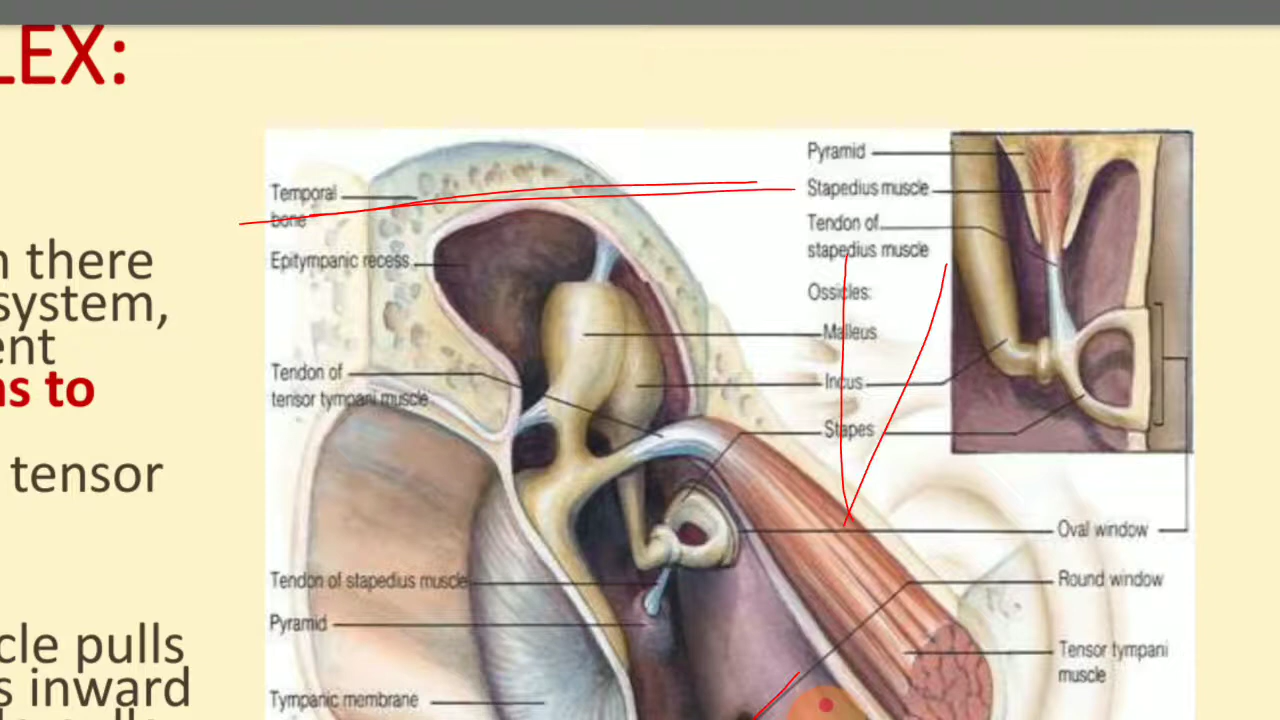 LEX:
n there
system,
ent
ns to
tensor
cle pulls
s inward
Temporal
bone
Epitympanic recess
Tendon of
tensor tympani muscle
Tendon of stapedius muscle
Pyramid
Tympanic membrane
Pyramid
Stapedius muscle
Tendon of
stapedius muscle
Ossicles:
Malleus
Incus
Stapes
Oval window
Round window
Tensor tympani
muscle